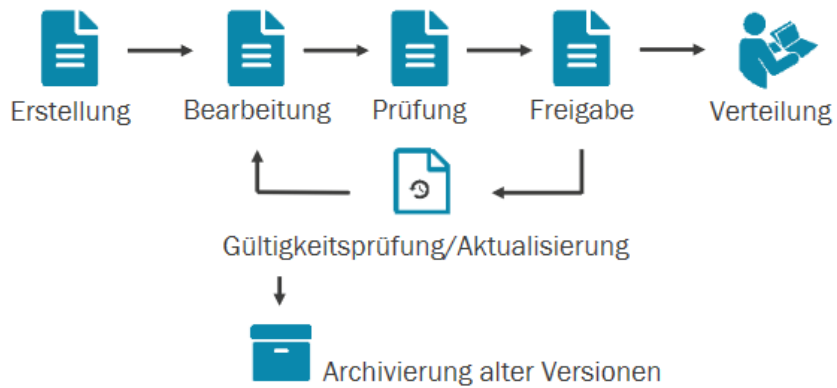 Erstellung
Bearbeitung
Prüfung
Freigabe
Verteilung
Gültigkeitsprüfung/Aktualisierung
Archivierung alter Versionen